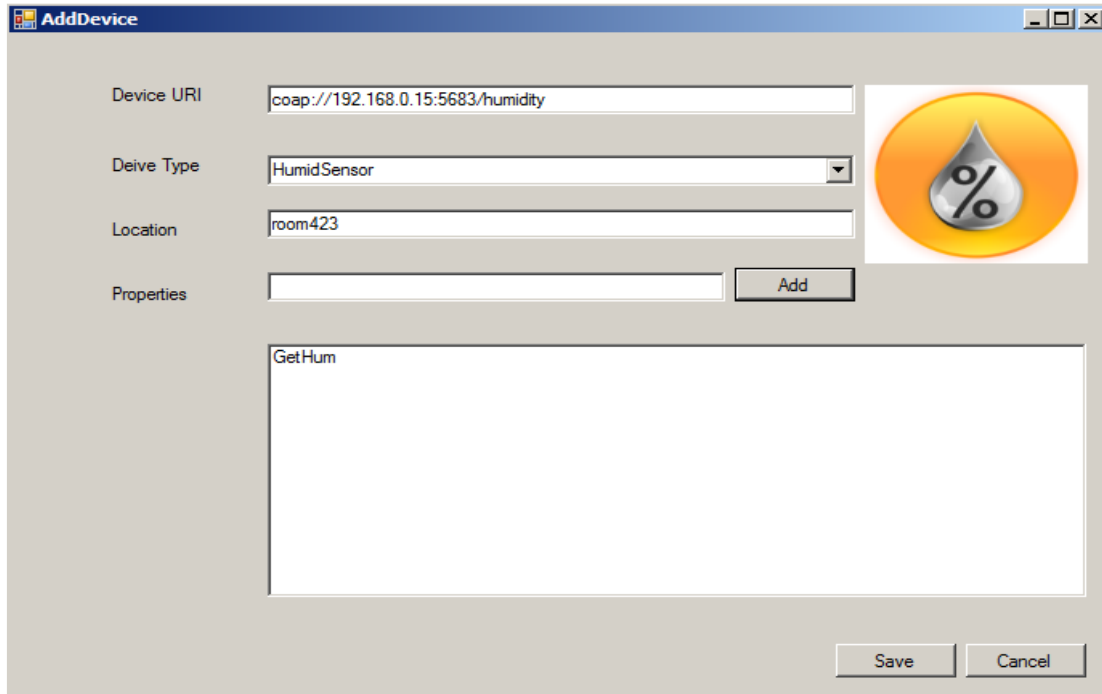 AddDevice
Device URI
coap://192.168.0.15:5683/humidity
Deive Type
HumidSensor
Location
room423
Properties
Add
GetHum
%
Save
Cancel